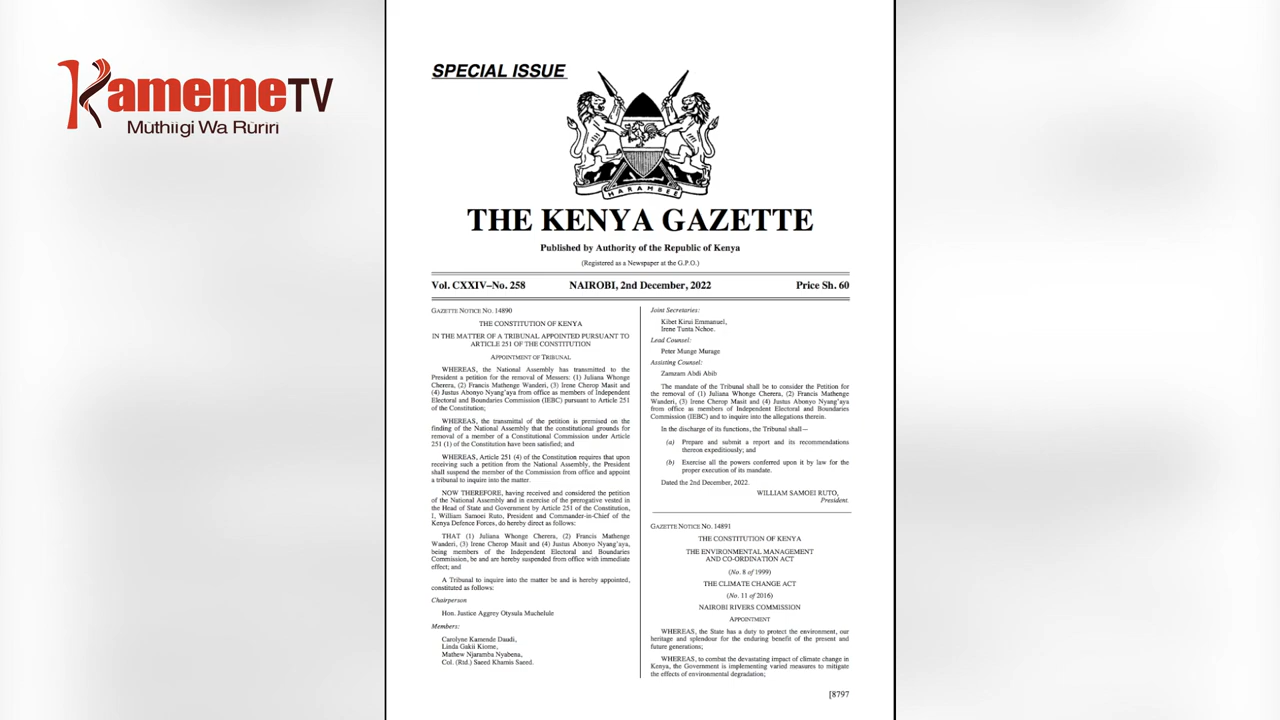 KamemeTV
Mũthiigi Wa Rũrĩrĩ
SPECIAL ISSUE
HARAMBEE
THE KENYA GAZETTE
Published by Authority of the Republic of Kenya
(Registered as a Newspaper at the G.P.O.)
Vol. CXXIV–No. 258 NAIROBI, 2nd December, 2022 Price Sh. 60
GAZETTE NOTICE NO. 14890
THE CONSTITUTION OF KENYA
IN THE MATTER OF A TRIBUNAL APPOINTED PURSUANT TO
ARTICLE 251 OF THE CONSTITUTION
APPOINTMENT OF TRIBUNAL
WHEREAS, the National Assembly has transmitted to the
President a petition for the removal of Messers: (1) Juliana Whonge
Cherera, (2) Francis Mathenge Wanderi, (3) Irene Cherop Masit and
(4) Justus Abonyo Nyang'aya from office as members of Independent
Electoral and Boundaries Commission (IEBC) pursuant to Article 251
of the Constitution;
WHEREAS, the transmittal of the petition is premised on the
finding of the National Assembly that the constitutional grounds for
removal of a member of a Constitutional Commission under Article
251 (1) of the Constitution have been satisfied; and
WHEREAS, Article 251 (4) of the Constitution requires that upon
receiving such a petition from the National Assembly, the President
shall suspend the member of the Commission from office and appoint
a tribunal to inquire into the matter.
NOW THEREFORE, having received and considered the petition
of the National Assembly and in exercise of the prerogative vested in
the Head of State and Government by Article 251 of the Constitution,
I, William Samoei Ruto, President and Commander-in-Chief of the
Kenya Defence Forces, do hereby direct as follows:
THAT (1) Juliana Whonge Cherera, (2) Francis Mathenge
Wanderi, (3) Irene Cherop Masit and (4) Justus Abonyo Nyang'aya,
being members of the Independent Electoral and Boundaries
Commission, be and are hereby suspended from office with immediate
effect; and
A Tribunal to inquire into the matter be and is hereby appointed,
constituted as follows:
Chairperson
Hon. Justice Aggrey Otysula Muchelule
Members:
Carolyne Kamende Daudi,
Linda Gakii Kiome,
Mathew Njaramba Nyabena,
Col. (Rtd.) Saeed Khamis Saeed.
Joint Secretaries:
Kibet Kirui Emmanuel,
Irene Tunta Nchoe.
Lead Counsel:
Peter Munge Murage
Assisting Counsel:
Zamzam Abdi Abib
The mandate of the Tribunal shall be to consider the Petition for
the removal of (1) Juliana Whonge Cherera, (2) Francis Mathenge
Wanderi, (3) Irene Cherop Masit and (4) Justus Abonyo Nyang'aya
from office as members of Independent Electoral and Boundaries
Commission (IEBC) and to inquire into the allegations therein.
In the discharge of its functions, the Tribunal shall—
(a) Prepare and submit a report and its recommendations
thereon expeditiously; and
(b) Exercise all the powers conferred upon it by law for the
proper execution of its mandate.
Dated the 2nd December, 2022.
WILLIAM SAMOEI RUTO,
President.
GAZETTE NOTICE NO. 14891
THE CONSTITUTION OF KENYA
THE ENVIRONMENTAL MANAGEMENT
AND CO-ORDINATION ACT
(No. 8 of 1999)
THE CLIMATE CHANGE ACT
(No. 11 of 2016)
NAIROBI RIVERS COMMISSION
APPOINTMENT
WHEREAS, the State has a duty to protect the environment, our
heritage and splendour for the enduring benefit of the present and
future generations;
WHEREAS, to combat the devastating impact of climate change in
Kenya, the Government is implementing varied measures to mitigate
the effects of environmental degradation;
[8797